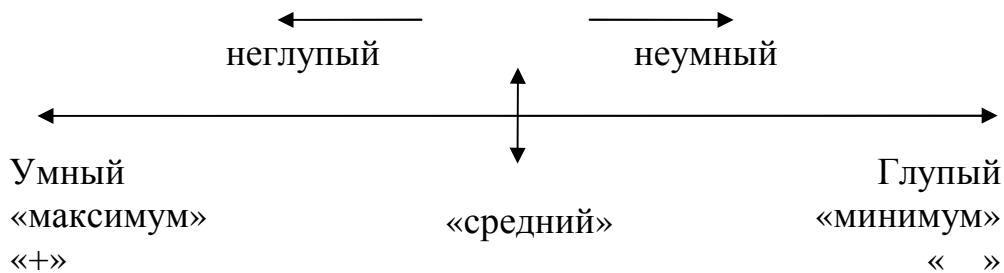 неглупый неумный
Умный Глупый
«максимум» «средний» «минимум»
«+» « »